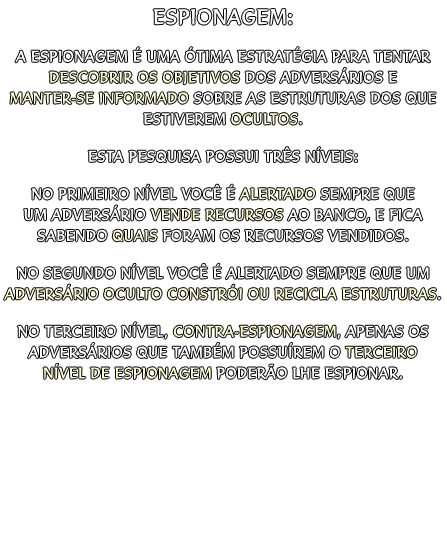 ESPIONAGEM:
A ESPIONAGEM É UMA ÓTIMA ESTRATÉGIA PARA TENTAR
DESCOBRIR OS OBJETIVOS DOS ADVERSÁRIOS E
MANTER-SE INFORMADO SOBRE AS ESTRUTURAS DOS QUE
ESTIVEREM OCULTOS.
ESTA PESQUISA POSSUI TRÊS NÍVEIS:
NO PRIMEIRO NÍVEL VOCÊ É ALERTADO SEMPRE QUE
UM ADVERSÁRIO VENDE RECURSOS AO BANCO, E FICA
SABENDO QUAIS FORAM OS RECURSOS VENDIDOS.
NO SEGUNDO NÍVEL VOCÊ É ALERTADO SEMPRE QUE UM
ADVERSÁRIO OCULTO CONSTRÓI OU RECICLA ESTRUTURAS.
NO TERCEIRO NÍVEL, CONTRA-ESPIONAGEM, APENAS OS
ADVERSÁRIOS QUE TAMBÉM POSSUÍREM O TERCEIRO
NÍVEL DE ESPIONAGEM PODERÃO LHE ESPIONAR.